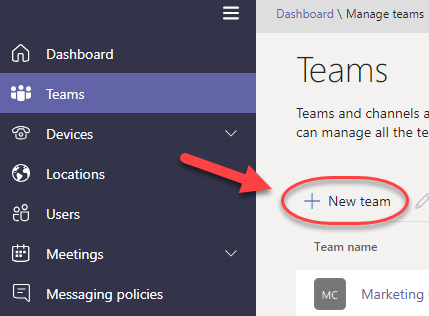 Dashboard \ Manage teams
Dashboard
Teams
Devices
Locations
Users
Meetings
Messaging policies
Teams
Teams and channels a
can manage all the te
+ New team
Team name
MC Marketing